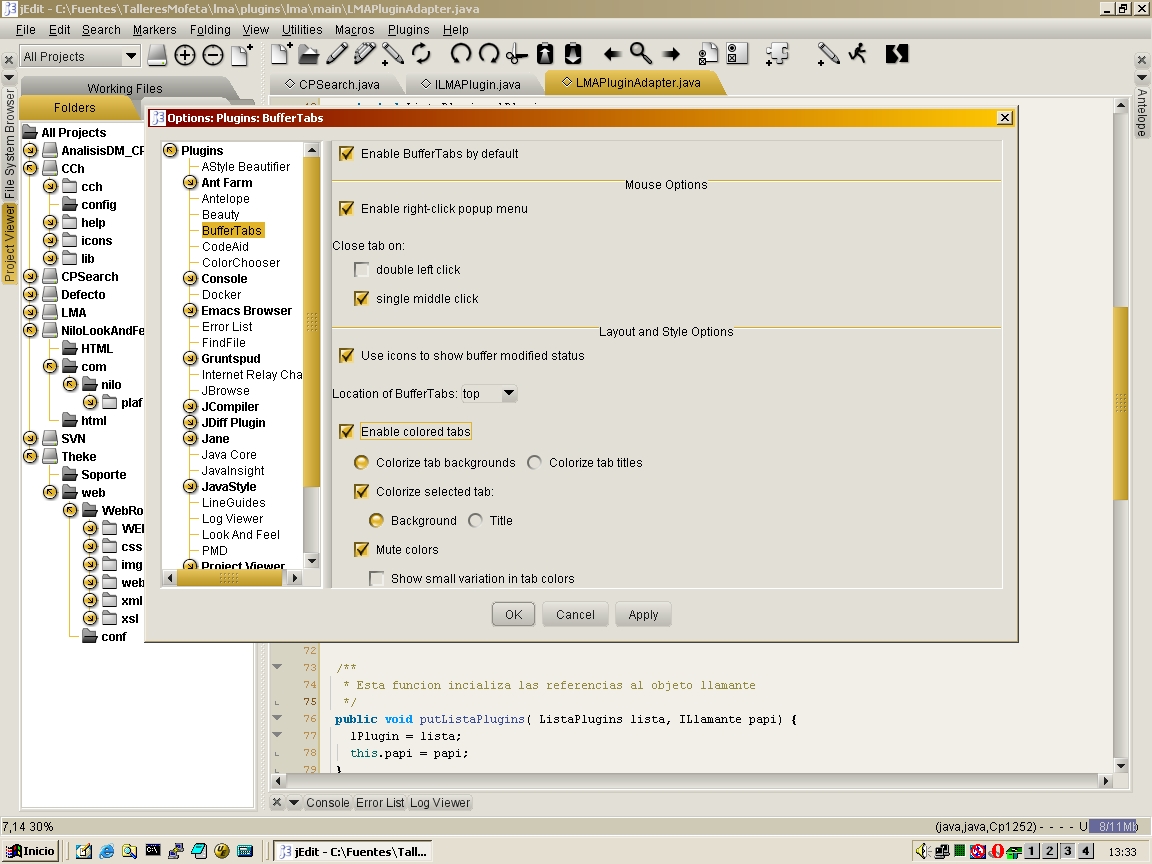 jEdit - C:\Fuentes\TalleresMofeta\lma\plugins\lma\main\LMAPluginAdapter.java
File Edit Search Markers Folding View Utilities Macros Plugins Help
All Projects
CPSearch.java ILMAPlugin.java LMAPluginAdapter.java
Working Files
Folders
File System Browser
Project Viewer
Antelope
All Projects
AnalisisDM_CF
CCh
cch
config
help
icons
lib
CPSearch
Defecto
LMA
NiloLookAndFe
HTML
com
nilo
plaf
html
SVN
Theke
Soporte
web
WebRo
WEI
css
img
web
xml
xsl
conf
Options: Plugins: BufferTabs
Plugins
AStyle Beautifier
Ant Farm
Antelope
Beauty
BufferTabs
CodeAid
ColorChooser
Console
Docker
Emacs Browser
Error List
FindFile
Gruntspud
Internet Relay Cha
JBrowse
JCompiler
JDiff Plugin
Jane
Java Core
JavaInsight
JavaStyle
LineGuides
Log Viewer
Look And Feel
PMD
Project Viewer
Enable BufferTabs by default
Mouse Options
Enable right-click popup menu
Close tab on:
double left click
single middle click
Layout and Style Options
Use icons to show buffer modified status
Location of BufferTabs: top
Enable colored tabs
Colorize tab backgrounds Colorize tab titles
Colorize selected tab:
Background Title
Mute colors
Show small variation in tab colors
OK Cancel Apply
72
73 /**
74 * Esta funcion incializa las referencias al objeto llamante
75 */
76 public void putListaPlugins( ListaPlugins lista, ILlamante papi) {
77 lPlugin = lista;
78 this.papi = papi;
79 }
Console Error List Log Viewer
7,14 30%
(java,java,Cp1252) - - - - U 8/11Mb
Inicio
jEdit - C:\Fuentes\Tall...
1 2 3 4
13:33